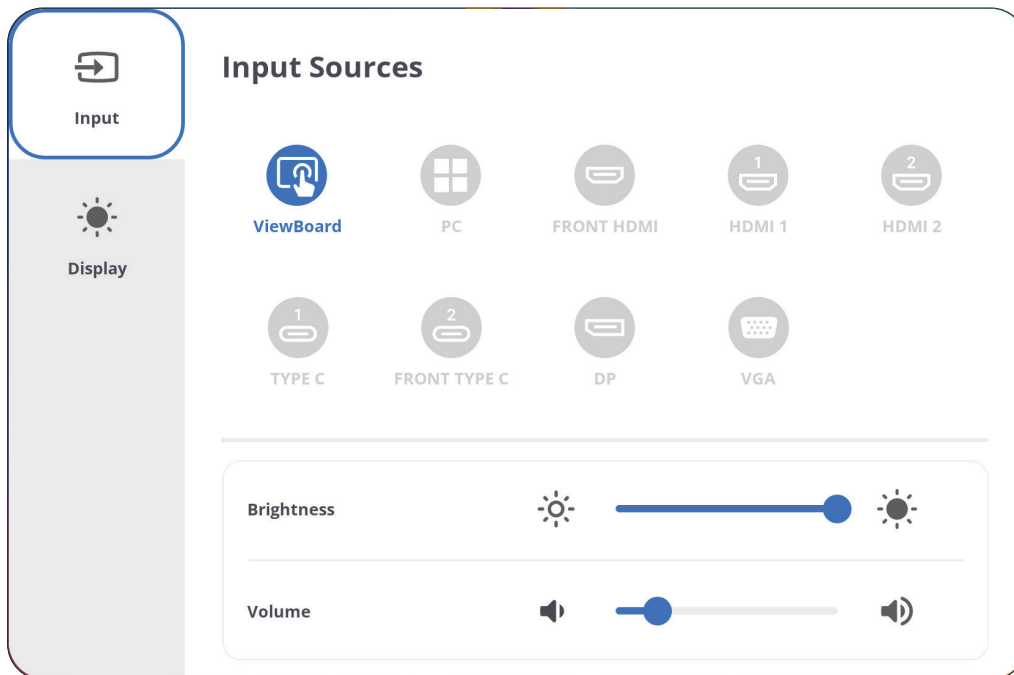 Input
Input Sources
1
2
ViewBoard
PC
FRONT HDMI
HDMI 1
HDMI 2
Display
1
2
TYPE C
FRONT TYPE C
DP
VGA
Brightness
Volume